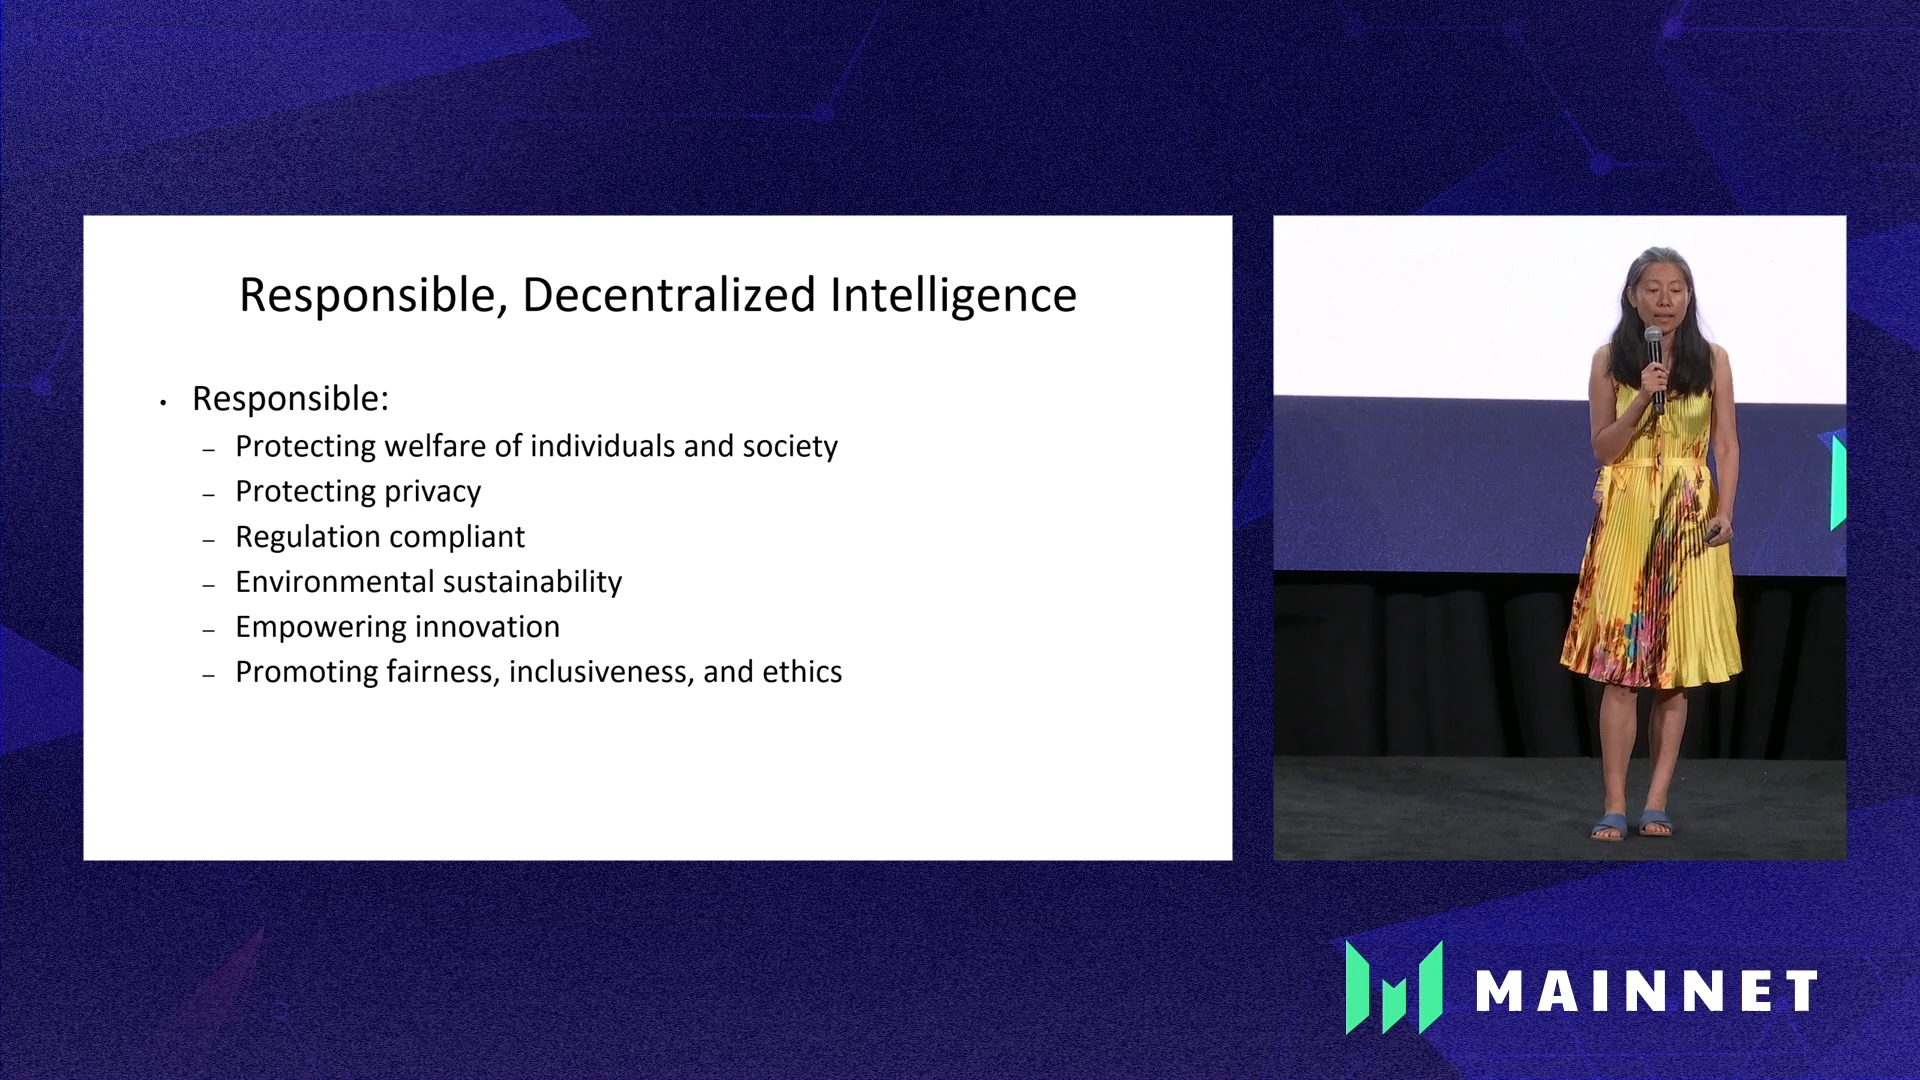 Responsible, Decentralized Intelligence
• Responsible:
– Protecting welfare of individuals and society
– Protecting privacy
– Regulation compliant
– Environmental sustainability
– Empowering innovation
– Promoting fairness, inclusiveness, and ethics
MAINNET